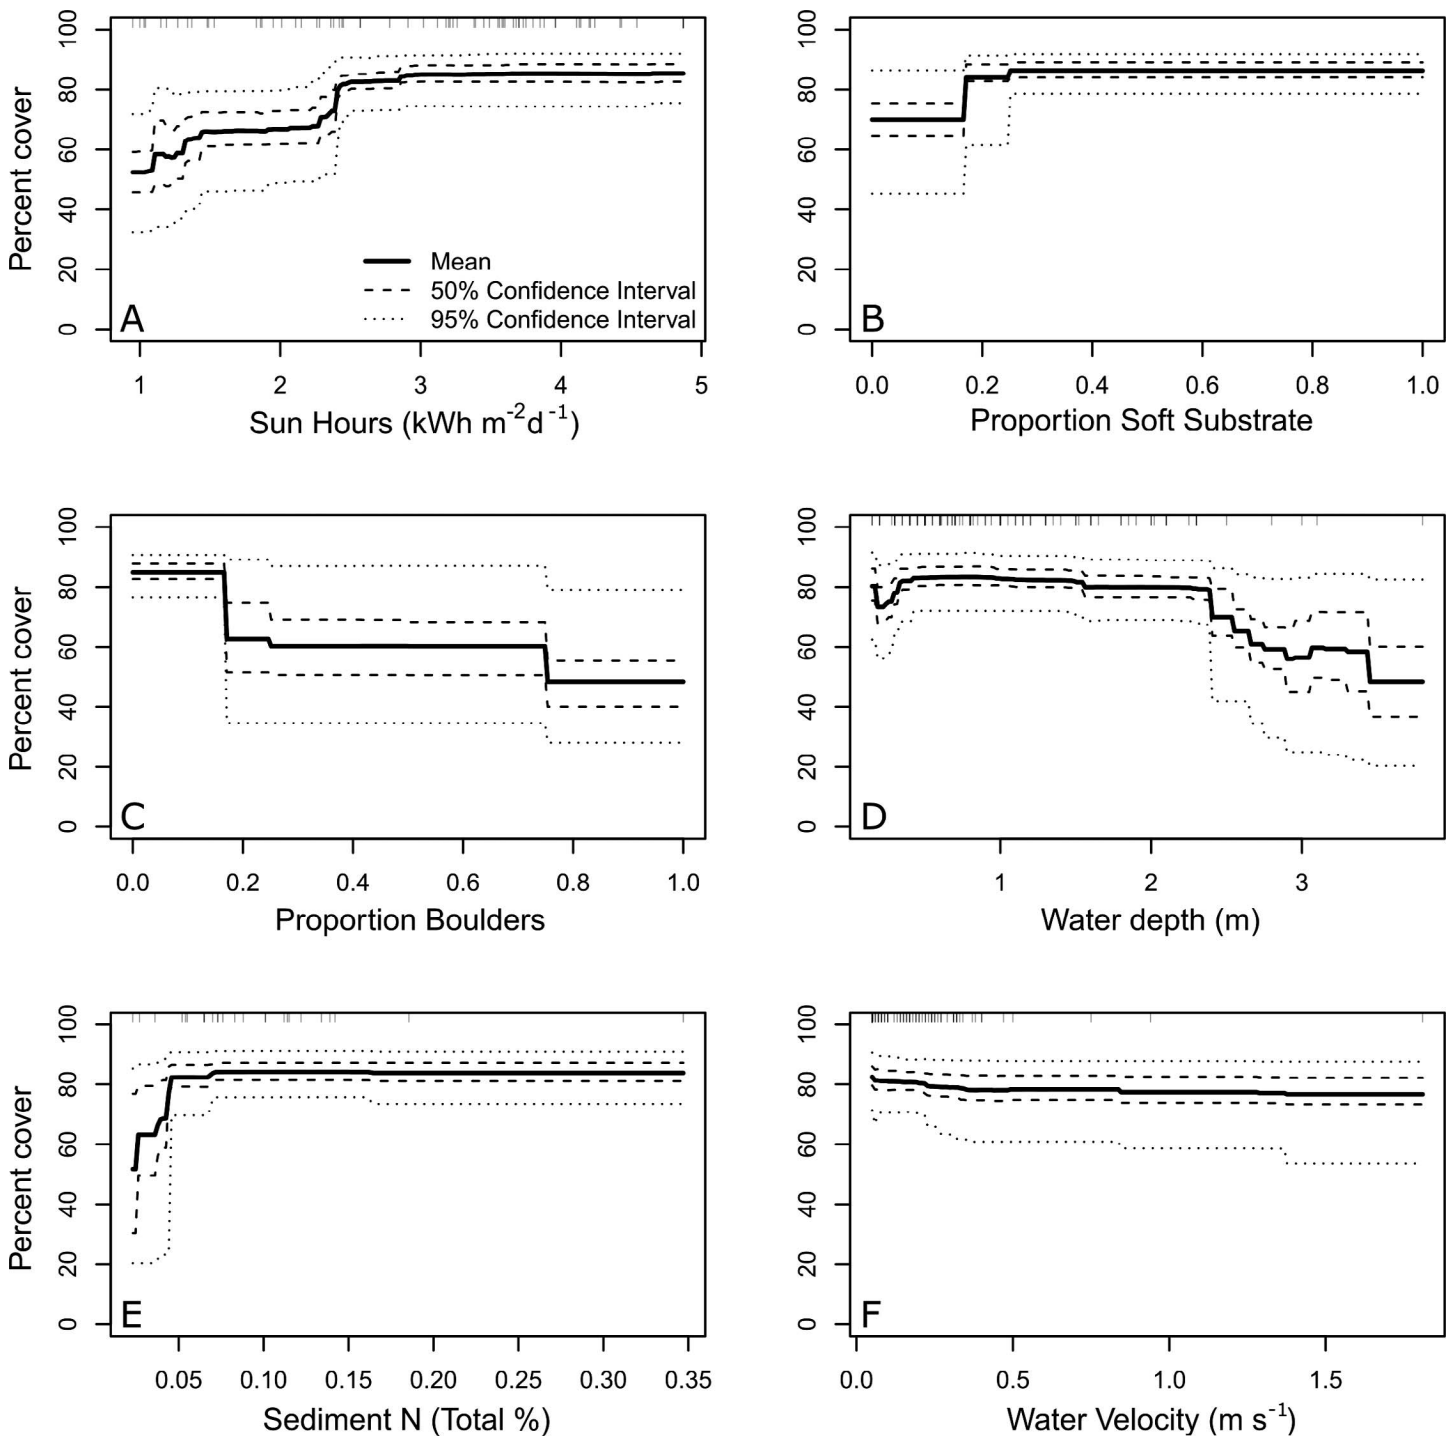 Percent cover
0 20 40 60 80 100
Mean
50% Confidence Interval
95% Confidence Interval
A
1 2 3 4 5
Sun Hours (kWh m⁻²d⁻¹)
Percent cover
0 20 40 60 80 100
B
0.0 0.2 0.4 0.6 0.8 1.0
Proportion Soft Substrate
Percent cover
0 20 40 60 80 100
C
0.0 0.2 0.4 0.6 0.8 1.0
Proportion Boulders
Percent cover
0 20 40 60 80 100
D
1 2 3
Water depth (m)
Percent cover
0 20 40 60 80 100
E
0.05 0.10 0.15 0.20 0.25 0.30 0.35
Sediment N (Total %)
Percent cover
0 20 40 60 80 100
F
0.0 0.5 1.0 1.5
Water Velocity (m s⁻¹)